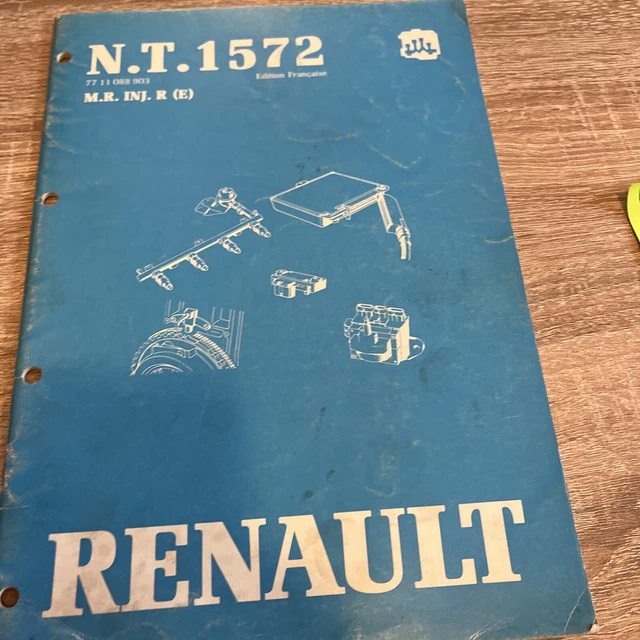 N.T.1572
77 11 088 903
Edition Française
M.R. INJ. R (E)
RENAULT